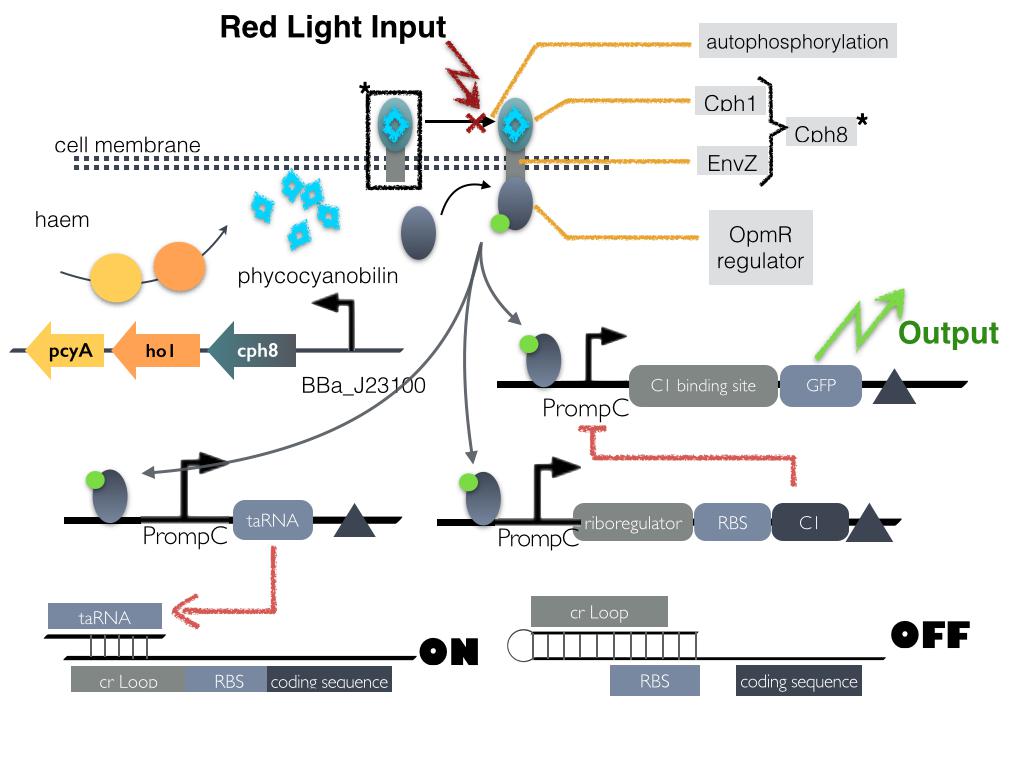 Red Light Input
autophosphorylation
*
Cph1
Cph8 *
cell membrane
EnvZ
haem
OpmR
regulator
phycocyanobilin
Output
pcyA
ho1
cph8
BBa_J23100
C1 binding site
GFP
PrompC
taRNA
PrompC
riboregulator
RBS
C1
PrompC
taRNA
ON
cr Loop
RBS
coding sequence
cr Loop
OFF
RBS
coding sequence